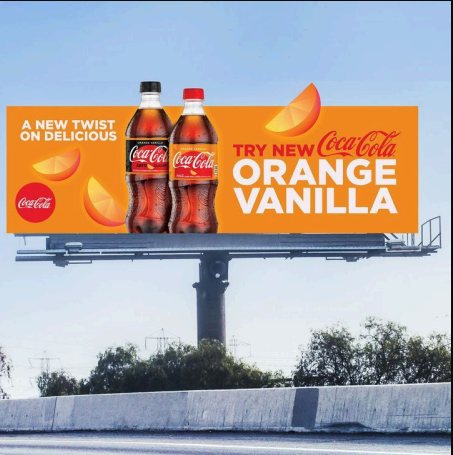 A NEW TWIST
ON DELICIOUS
Coca-Cola
Coca-Cola
Coca-Cola
TRY NEW Coca-Cola
ORANGE
VANILLA